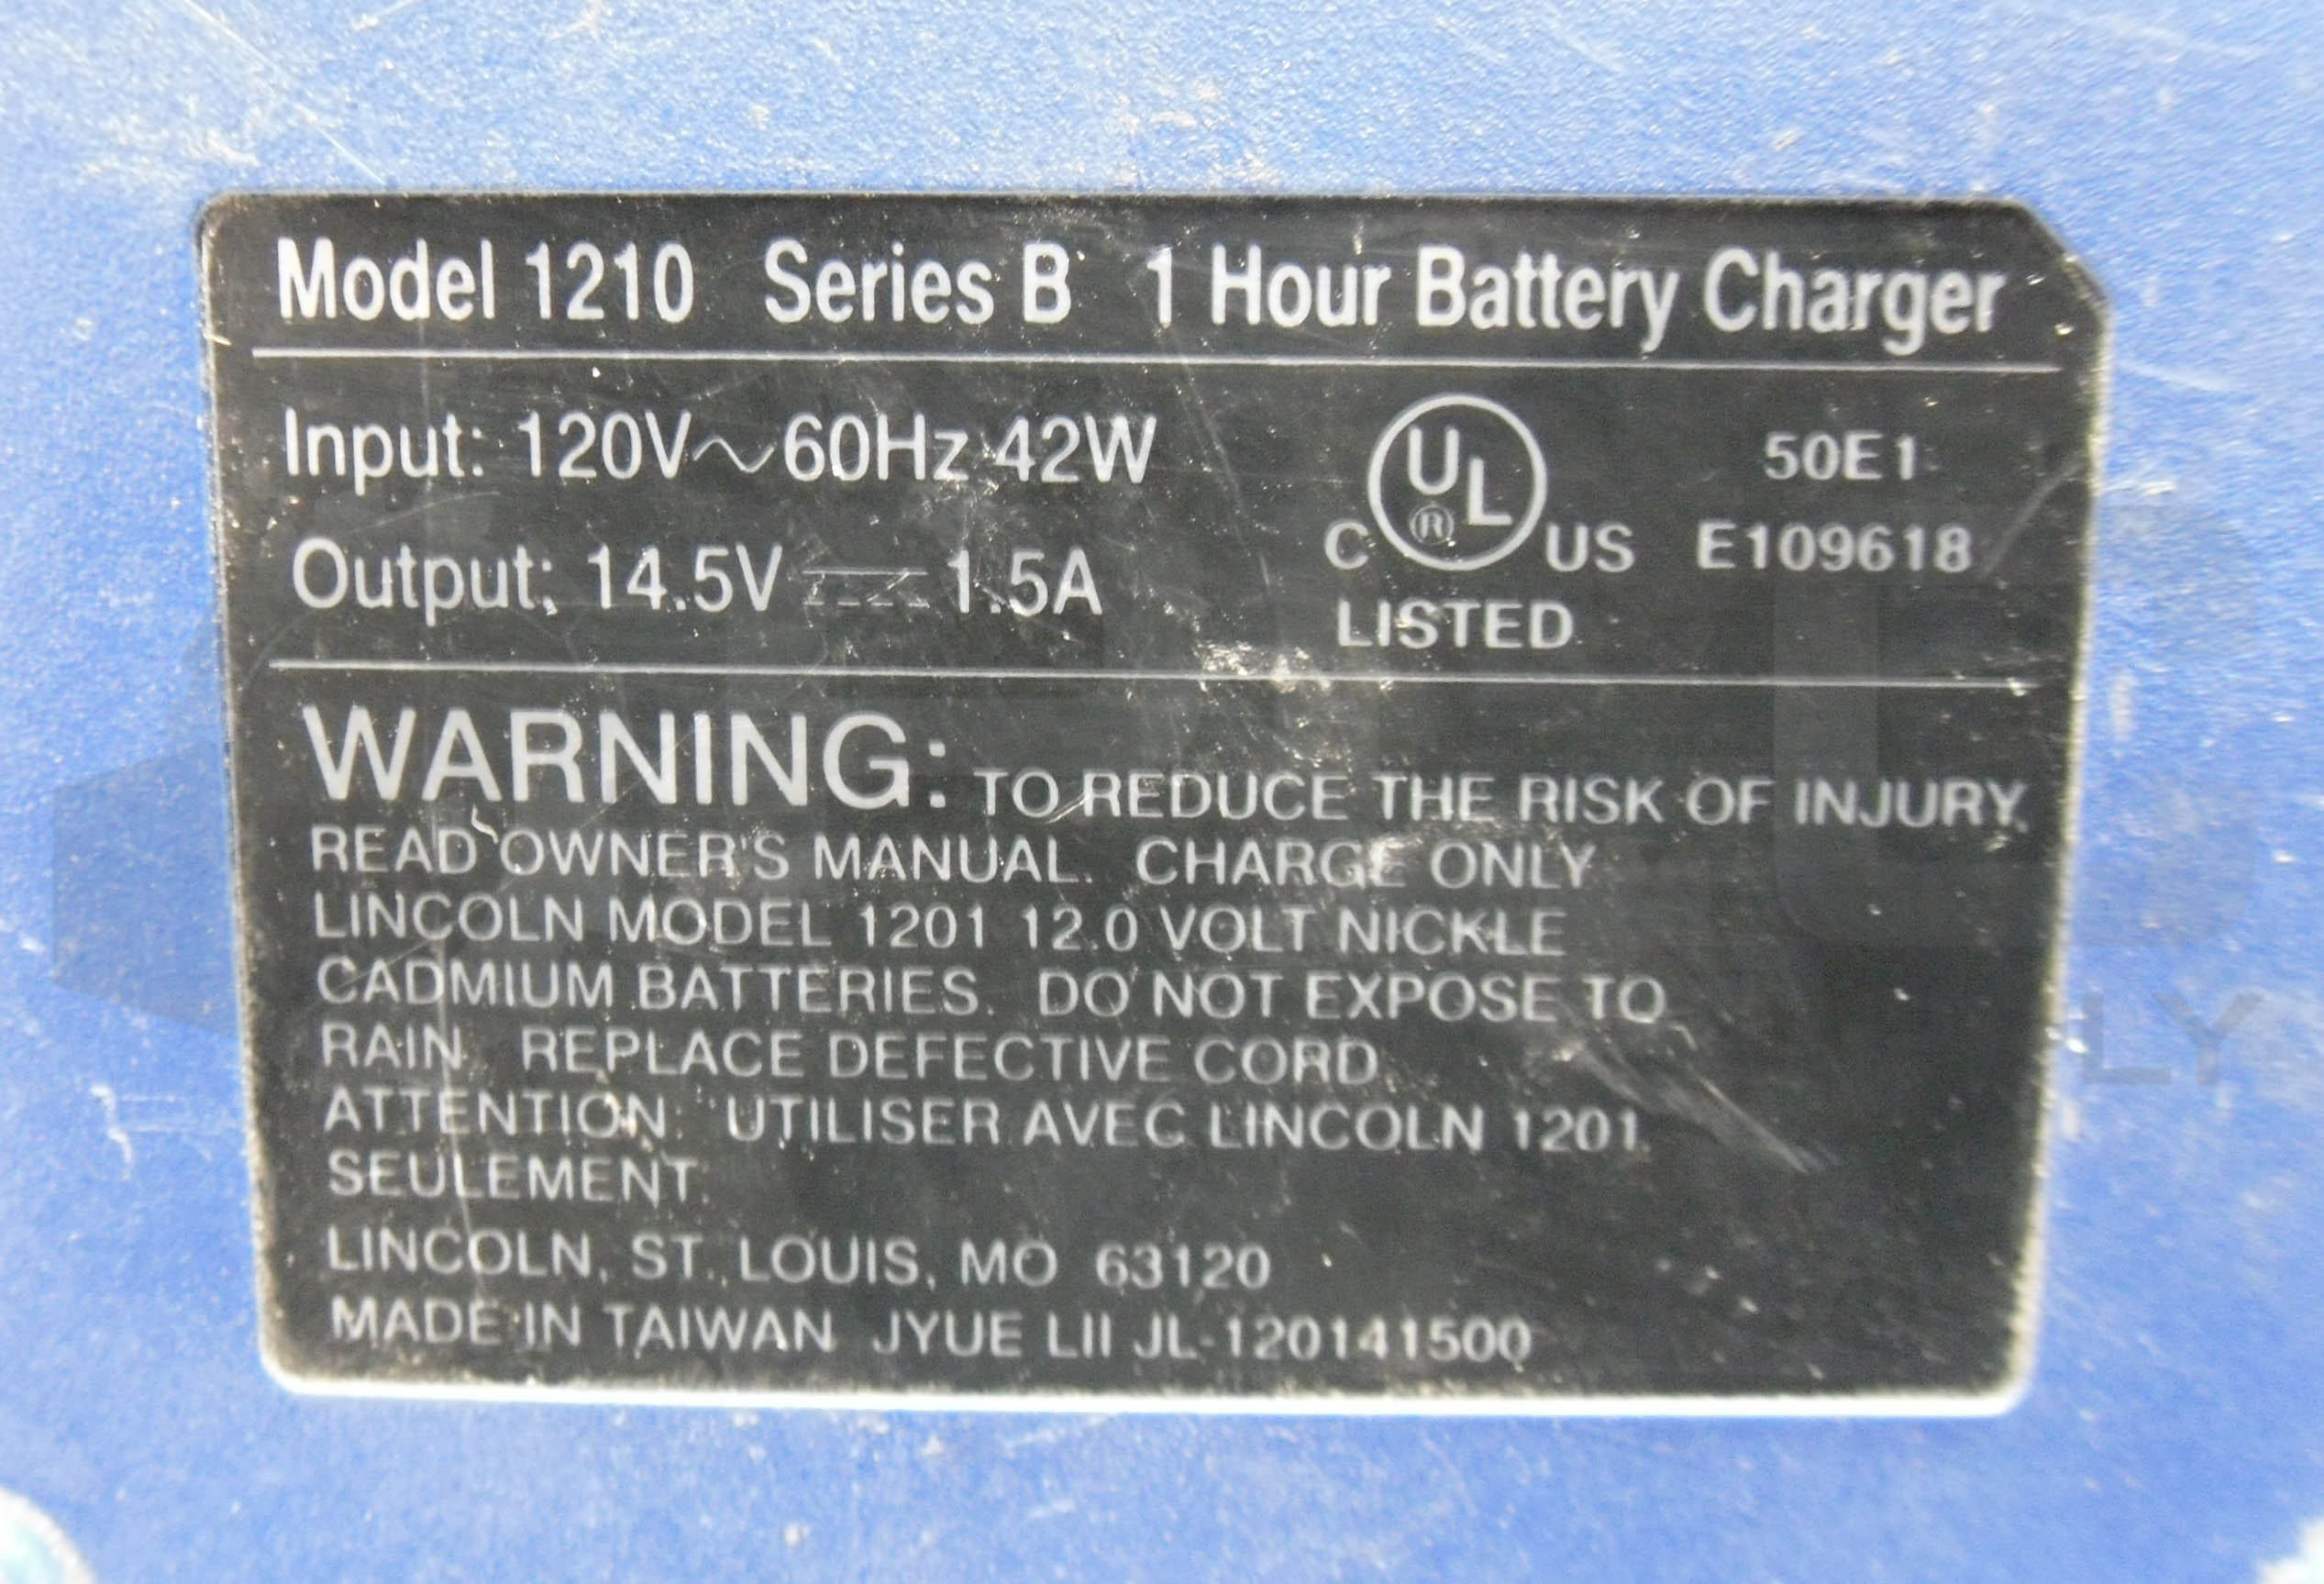 Model 1210 Series B 1 Hour Battery Charger
Input: 120V~60Hz 42W
Output: 14.5V⎓1.5A
UL
®
C US
LISTED
50E1
E109618
WARNING: TO REDUCE THE RISK OF INJURY,
READ OWNER'S MANUAL. CHARGE ONLY
LINCOLN MODEL 1201 12.0 VOLT NICKLE
CADMIUM BATTERIES. DO NOT EXPOSE TO
RAIN. REPLACE DEFECTIVE CORD.
ATTENTION: UTILISER AVEC LINCOLN 1201
SEULEMENT.
LINCOLN, ST. LOUIS, MO 63120
MADE IN TAIWAN JYUE LII JL-120141500